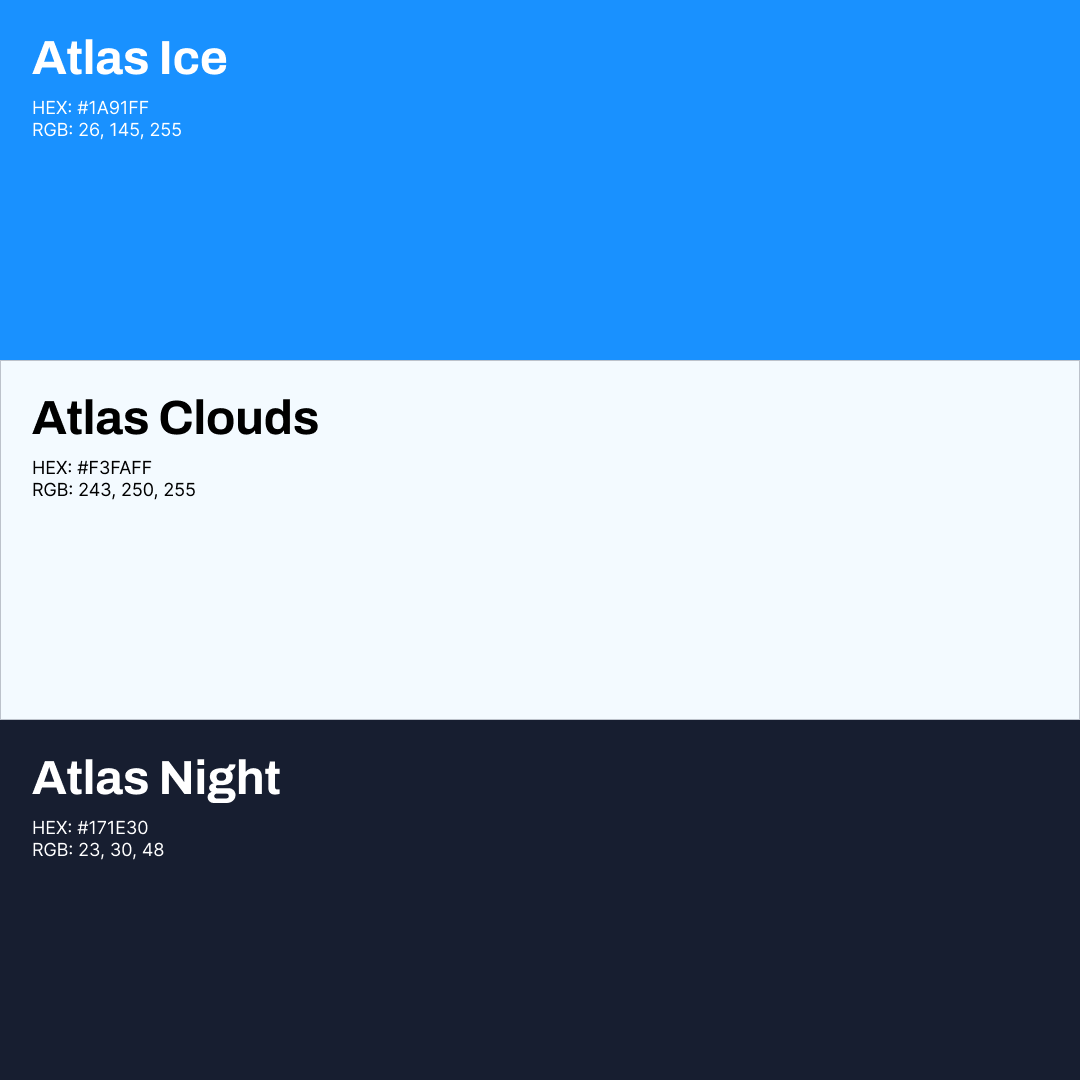 Atlas Ice
HEX: #1A91FF
RGB: 26, 145, 255
Atlas Clouds
HEX: #F3FAFF
RGB: 243, 250, 255
Atlas Night
HEX: #171E30
RGB: 23, 30, 48